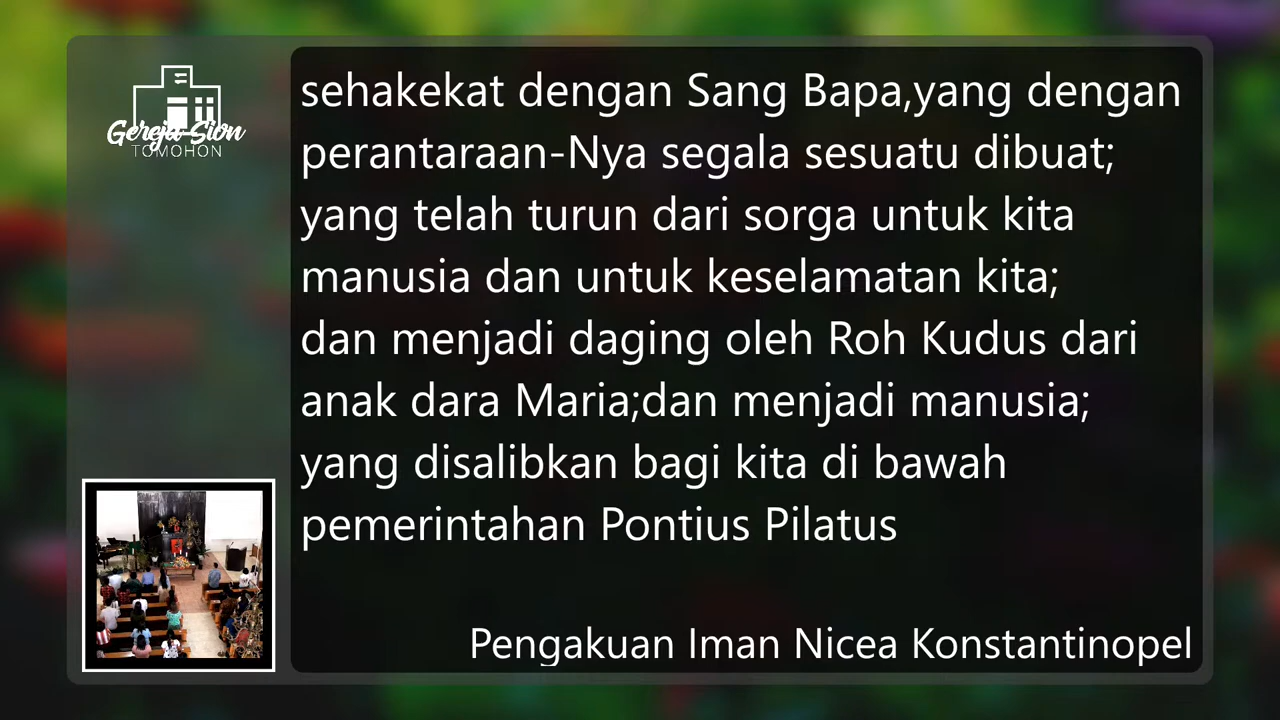 Gereja Sion
TOMOHON
sehakekat dengan Sang Bapa,yang dengan
perantaraan-Nya segala sesuatu dibuat;
yang telah turun dari sorga untuk kita
manusia dan untuk keselamatan kita;
dan menjadi daging oleh Roh Kudus dari
anak dara Maria;dan menjadi manusia;
yang disalibkan bagi kita di bawah
pemerintahan Pontius Pilatus
Pengakuan Iman Nicea Konstantinopel